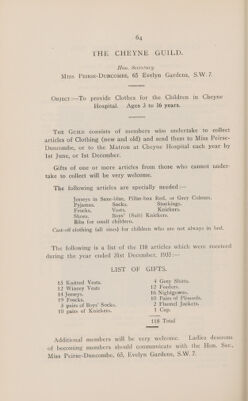 64
THE CHEYNE GUILD.
Hon. Secretary
MISS PEIRSE-DUNCOMBE, 65 Evelyn Gardens, S.W.7.
OBJECT:—To provide Clothes for the Children in Cheyne
Hospital. Ages 3 to 16 years.
THE GUILD consists of members who undertake to collect
articles of Clothing (new and old) and send them to Miss Peirse-
Duncombe, or to the Matron at Cheyne Hospital each year by
1st June, or 1st December.
Gifts of one or more articles from those who cannot under-
take to collect will be very welcome.
The following articles are specially needed:—
Jerseys in Saxe-blue, Pillar-box Red, or Grey Colours.
Pyjamas. Socks. Stockings.
Frocks. Vests. Knickers.
Shoes. Boys' (Suit) Knickers.
Bibs for small children.
Cast-off clothing (all sizes) for children who are not always in bed.
The following is a list of the 118 articles which were received
during the year ended 31st December, :—
LIST OF GIFTS.
15 Knitted Vests. 4 Grey Shirts.
12 Winsey Vests 12 Feeders.
14 Jerseys. 16 Nightgowns.
19 Frocks. 10 Pairs of
3 pairs of Boys' Socks. 2 Flannel Jackets.
10 pairs of Knickers. 1 Cap.
118 Total
Additional members will be very welcome. Ladies desirous
of becoming members should communicate with the Hon. Sec.,
Miss Peirse-Duncombe, 65, Evelyn Gardens, S.W. 7.